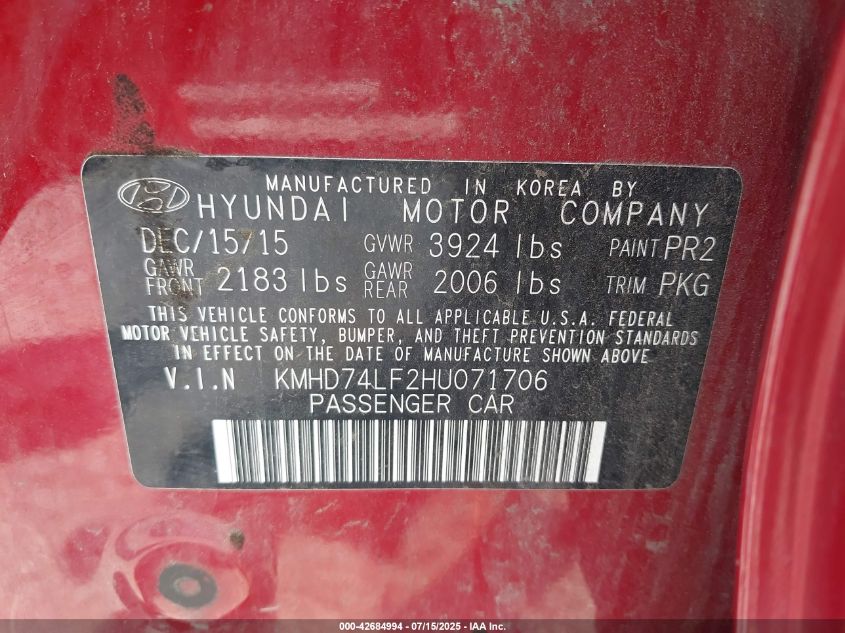 MANUFACTURED IN KOREA BY
HYUNDAI MOTOR COMPANY
DEC/15/15 GVWR 3924 lbs PAINT PR2
GAWR FRONT 2183 lbs GAWR REAR 2006 lbs TRIM PKG
THIS VEHICLE CONFORMS TO ALL APPLICABLE U.S.A. FEDERAL
MOTOR VEHICLE SAFETY, BUMPER, AND THEFT PREVENTION STANDARDS
IN EFFECT ON THE DATE OF MANUFACTURE SHOWN ABOVE
V.I.N KMHD74LF2HU071706
PASSENGER CAR
000-42684994 - 07/15/2025 - IAA, Inc.